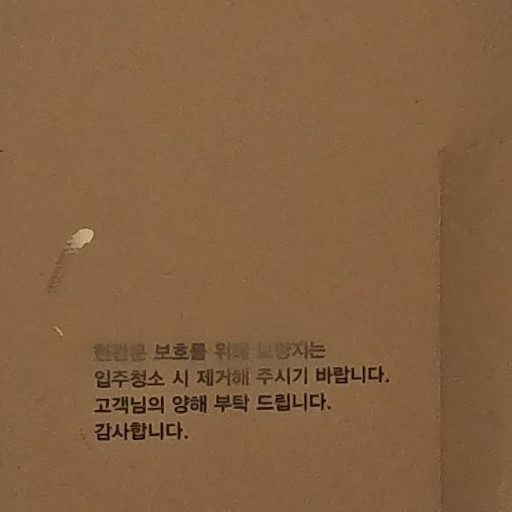 현관문 보호를 위해 보양지는
입주청소 시 제거해 주시기 바랍니다.
고객님의 양해 부탁 드립니다.
감사합니다.